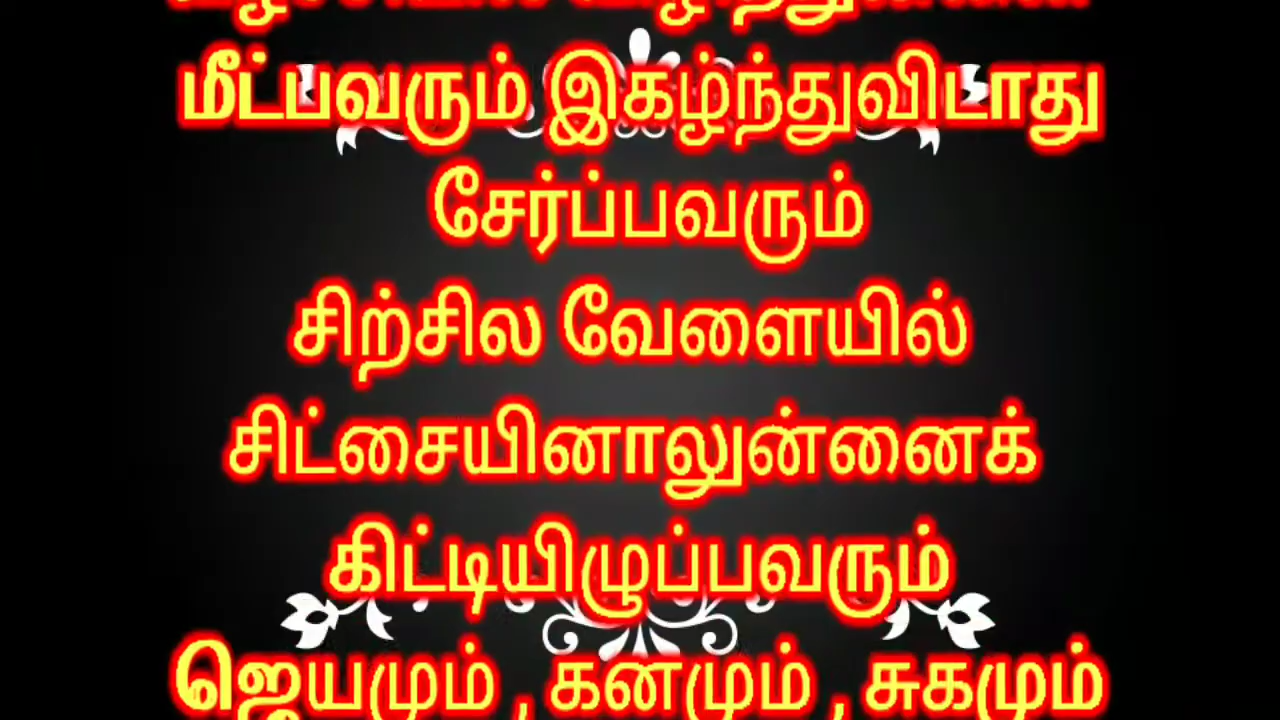 மீட்பவரும் இகழ்ந்துவிடாது
சேர்ப்பவரும்
சிற்சில வேளையில்
சிட்சையினாலுன்னைக்
கிட்டியிழுப்பவரும்
ஜெயமும் , கனமும் , சுகமும்